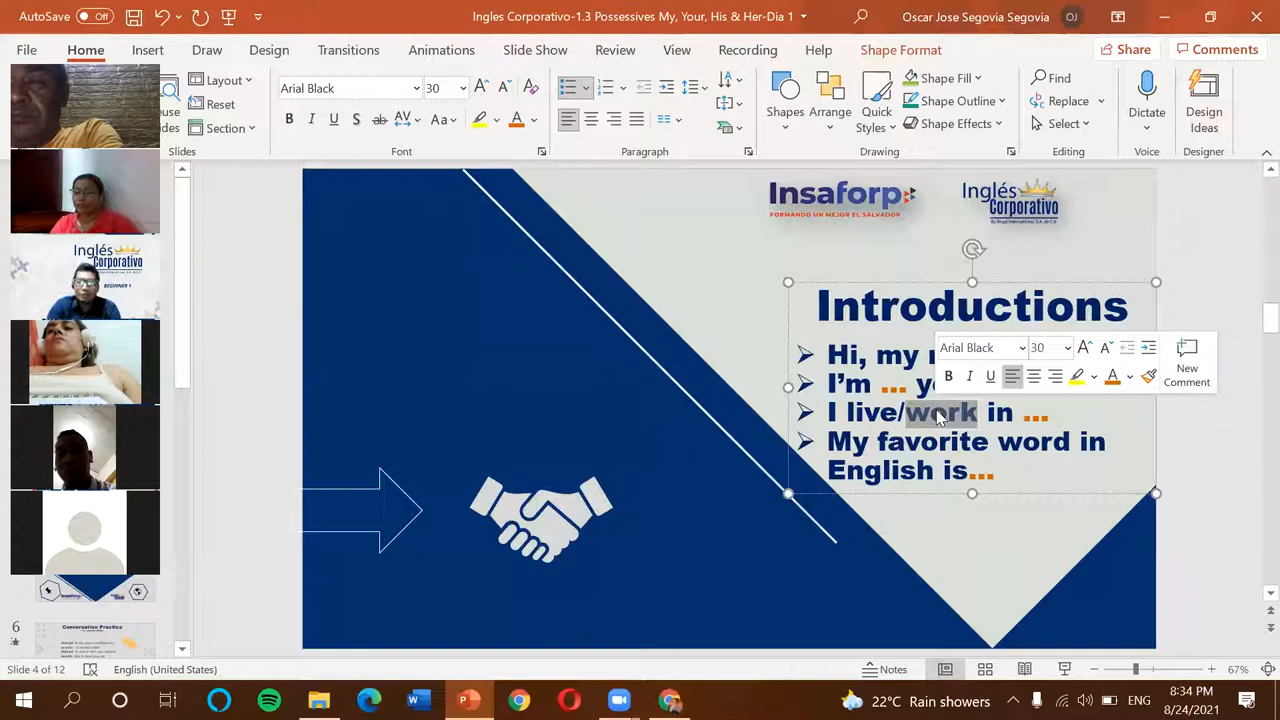 AutoSave Off
Ingles Corporativo-1.3 Possessives My, Your, His & Her-Dia 1
Oscar Jose Segovia Segovia OJ
File Home Insert Draw Design Transitions Animations Slide Show Review View Recording Help Shape Format Share Comments
Layout
Reset
Section
Slides
Arial Black 30
Font
Paragraph
Shapes
Arrange
Quick Styles
Shape Fill
Shape Outline
Shape Effects
Drawing
Find
Replace
Select
Editing
Dictate
Voice
Design Ideas
Designer
Insaforp
FORMANDO UN MEJOR EL SALVADOR
Inglés
Corporativo
Introductions
Hi, my
I'm ...
I live/work in ...
My favorite word in
English is...
Arial Black 30
New
Comment
Inglés
Corporativo
BEGINNER 1
6
Conversation Practice
Slide 4 of 12 English (United States)
Notes
67%
22°C Rain showers
ENG
8:34 PM
8/24/2021